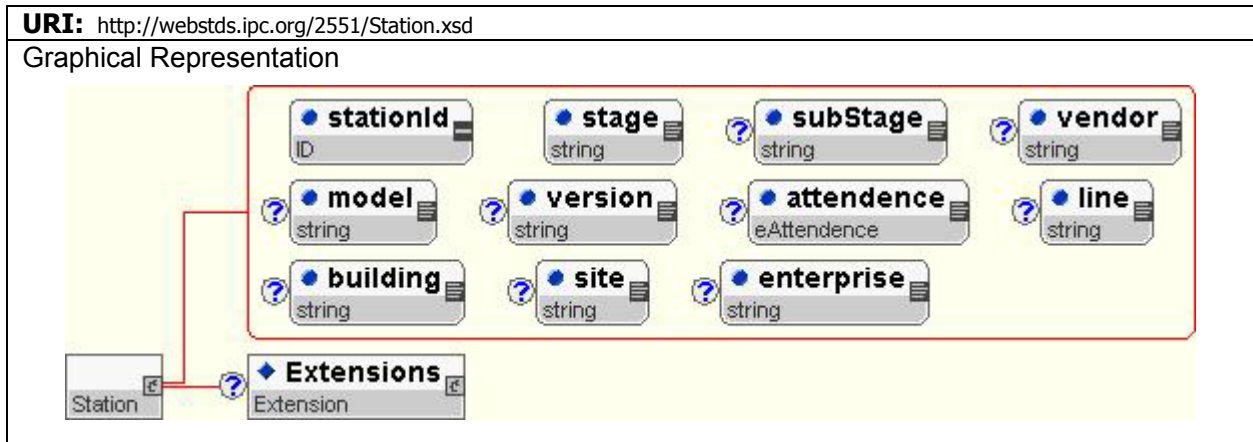 URI: http://webstds.ipc.org/2551/Station.xsd
Graphical Representation
stationId stage ? subStage ? vendor
ID string string string
? model ? version ? attendence ? line
string string eAttendence string
? building ? site ? enterprise
string string string
? Extensions
Station Extension